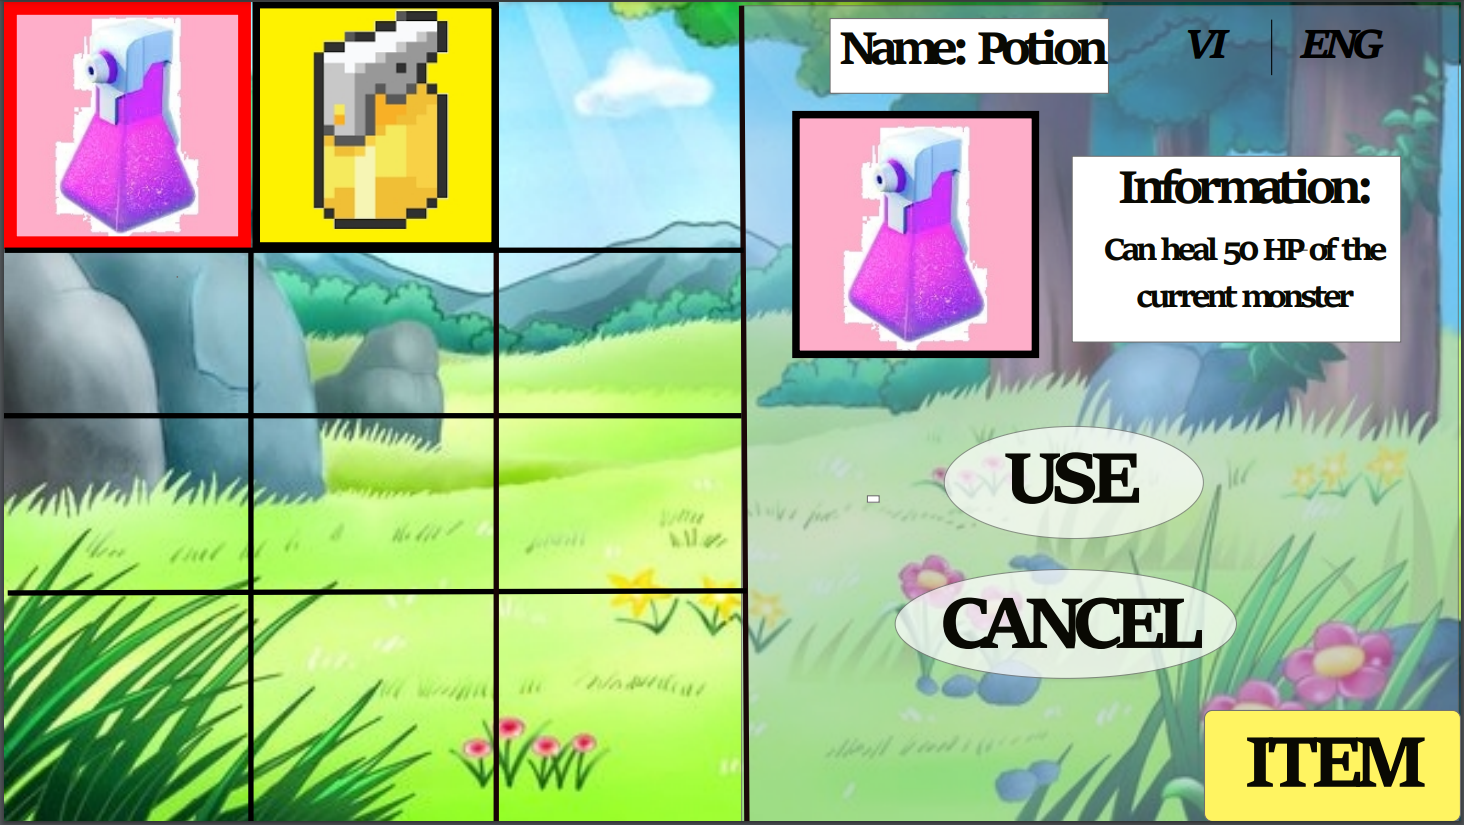 Name: Potion
VI
ENG
Information:
Can heal 50 HP of the
current monster
USE
CANCEL
ITEM